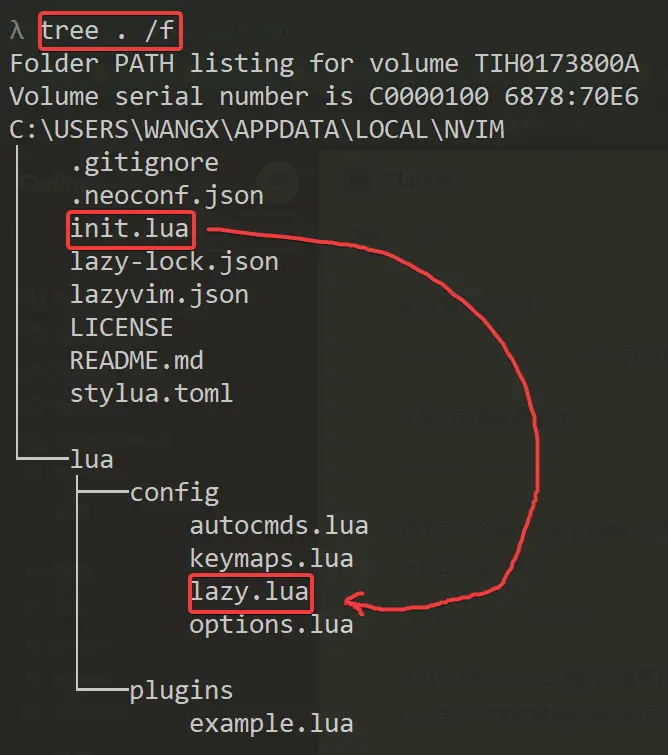 λ tree . /f
Folder PATH listing for volume TIH0173800A
Volume serial number is C0000100 6878:70E6
C:\USERS\WANGX\APPDATA\LOCAL\NVIM
.gitignore
.neoconf.json
init.lua
lazy-lock.json
lazyvim.json
LICENSE
README.md
stylua.toml
lua
config
autocmds.lua
keymaps.lua
lazy.lua
options.lua
plugins
example.lua